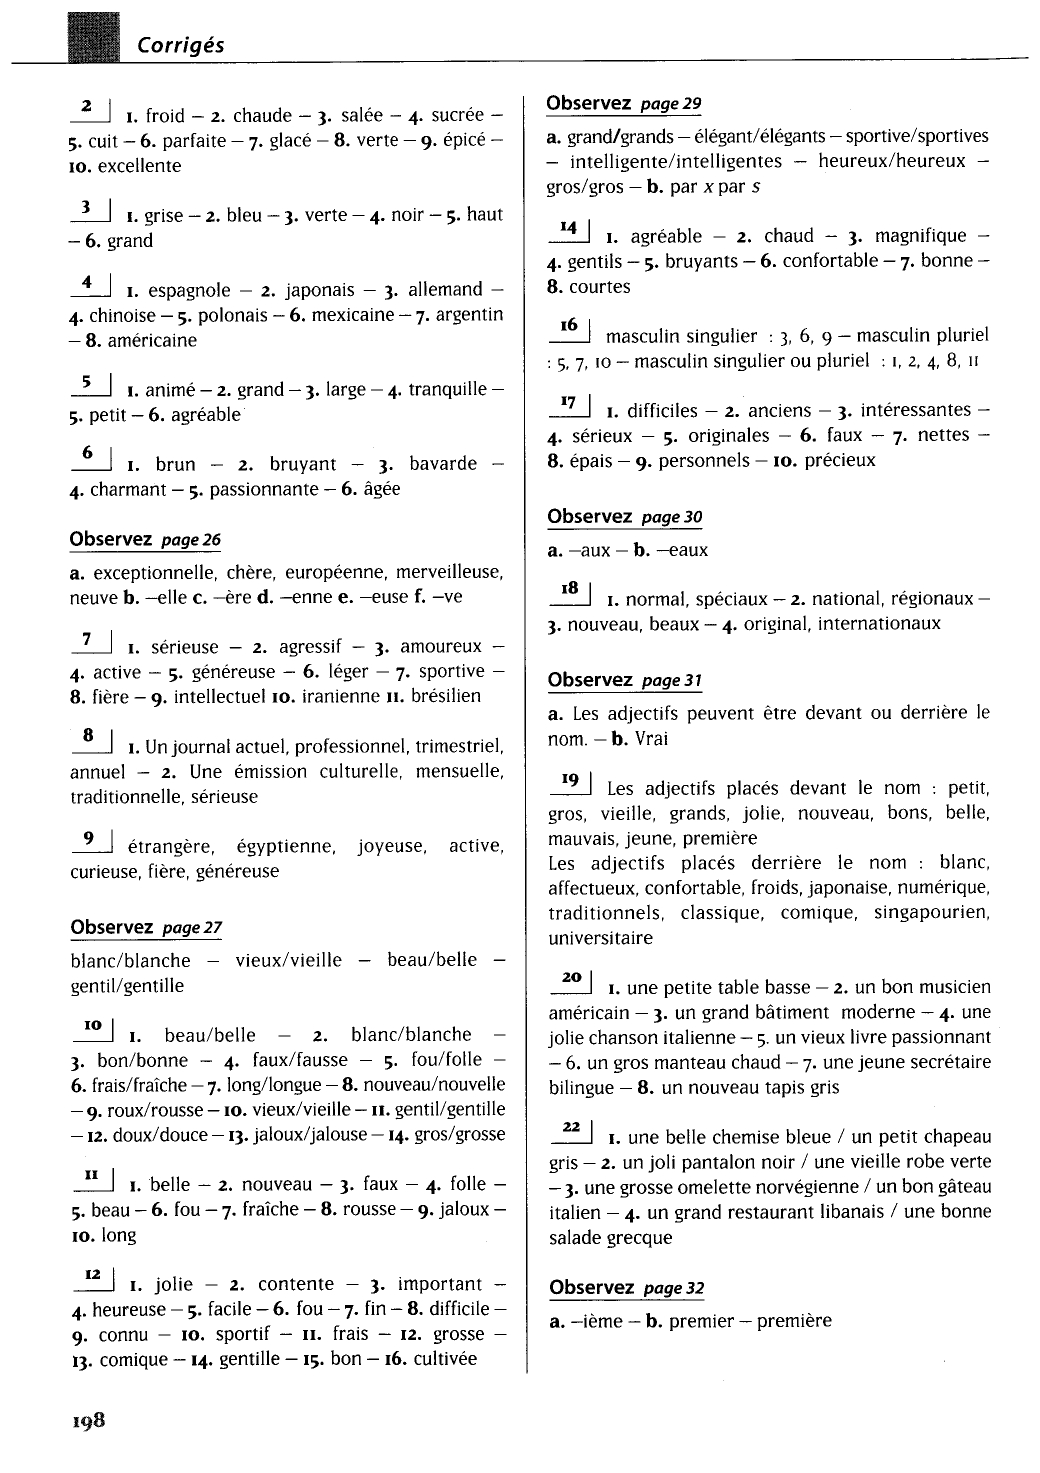 Corrigés
2 1. froid – 2. chaude – 3. salée – 4. sucrée –
5. cuit – 6. parfaite – 7. glacé – 8. verte – 9. épicé –
10. excellente
3 1. grise – 2. bleu – 3. verte – 4. noir – 5. haut
– 6. grand
4 1. espagnole – 2. japonais – 3. allemand –
4. chinoise – 5. polonais – 6. mexicaine – 7. argentin
– 8. américaine
5 1. animé – 2. grand – 3. large – 4. tranquille –
5. petit – 6. agréable
6 1. brun – 2. bruyant – 3. bavarde –
4. charmant – 5. passionnante – 6. âgée
Observez page 26
a. exceptionnelle, chère, européenne, merveilleuse,
neuve b. –elle c. –ère d. –enne e. –euse f. –ve
7 1. sérieuse – 2. agressif – 3. amoureux –
4. active – 5. généreuse – 6. léger – 7. sportive –
8. fière – 9. intellectuel 10. iranienne 11. brésilien
8 1. Un journal actuel, professionnel, trimestriel,
annuel – 2. Une émission culturelle, mensuelle,
traditionnelle, sérieuse
9 étrangère, égyptienne, joyeuse, active,
curieuse, fière, généreuse
Observez page 27
blanc/blanche – vieux/vieille – beau/belle –
gentil/gentille
10 1. beau/belle – 2. blanc/blanche –
3. bon/bonne – 4. faux/fausse – 5. fou/folle –
6. frais/fraîche – 7. long/longue – 8. nouveau/nouvelle
– 9. roux/rousse – 10. vieux/vieille – 11. gentil/gentille
– 12. doux/douce – 13. jaloux/jalouse – 14. gros/grosse
11 1. belle – 2. nouveau – 3. faux – 4. folle –
5. beau – 6. fou – 7. fraîche – 8. rousse – 9. jaloux –
10. long
12 1. jolie – 2. contente – 3. important –
4. heureuse – 5. facile – 6. fou – 7. fin – 8. difficile –
9. connu – 10. sportif – 11. frais – 12. grosse –
13. comique – 14. gentille – 15. bon – 16. cultivée
Observez page 29
a. grand/grands – élégant/élégants – sportive/sportives
– intelligente/intelligentes – heureux/heureux –
gros/gros – b. par x par s
14 1. agréable – 2. chaud – 3. magnifique –
4. gentils – 5. bruyants – 6. confortable – 7. bonne –
8. courtes
16 masculin singulier : 3, 6, 9 – masculin pluriel
: 5, 7, 10 – masculin singulier ou pluriel : 1, 2, 4, 8, 11
17 1. difficiles – 2. anciens – 3. intéressantes –
4. sérieux – 5. originales – 6. faux – 7. nettes –
8. épais – 9. personnels – 10. précieux
Observez page 30
a. –aux – b. –eaux
18 1. normal, spéciaux – 2. national, régionaux –
3. nouveau, beaux – 4. original, internationaux
Observez page 31
a. Les adjectifs peuvent être devant ou derrière le
nom. – b. Vrai
19 Les adjectifs placés devant le nom : petit,
gros, vieille, grands, jolie, nouveau, bons, belle,
mauvais, jeune, première
Les adjectifs placés derrière le nom : blanc,
affectueux, confortable, froids, japonaise, numérique,
traditionnels, classique, comique, singapourien,
universitaire
20 1. une petite table basse – 2. un bon musicien
américain – 3. un grand bâtiment moderne – 4. une
jolie chanson italienne – 5. un vieux livre passionnant
– 6. un gros manteau chaud – 7. une jeune secrétaire
bilingue – 8. un nouveau tapis gris
22 1. une belle chemise bleue / un petit chapeau
gris – 2. un joli pantalon noir / une vieille robe verte
– 3. une grosse omelette norvégienne / un bon gâteau
italien – 4. un grand restaurant libanais / une bonne
salade grecque
Observez page 32
a. –ième – b. premier – première
198